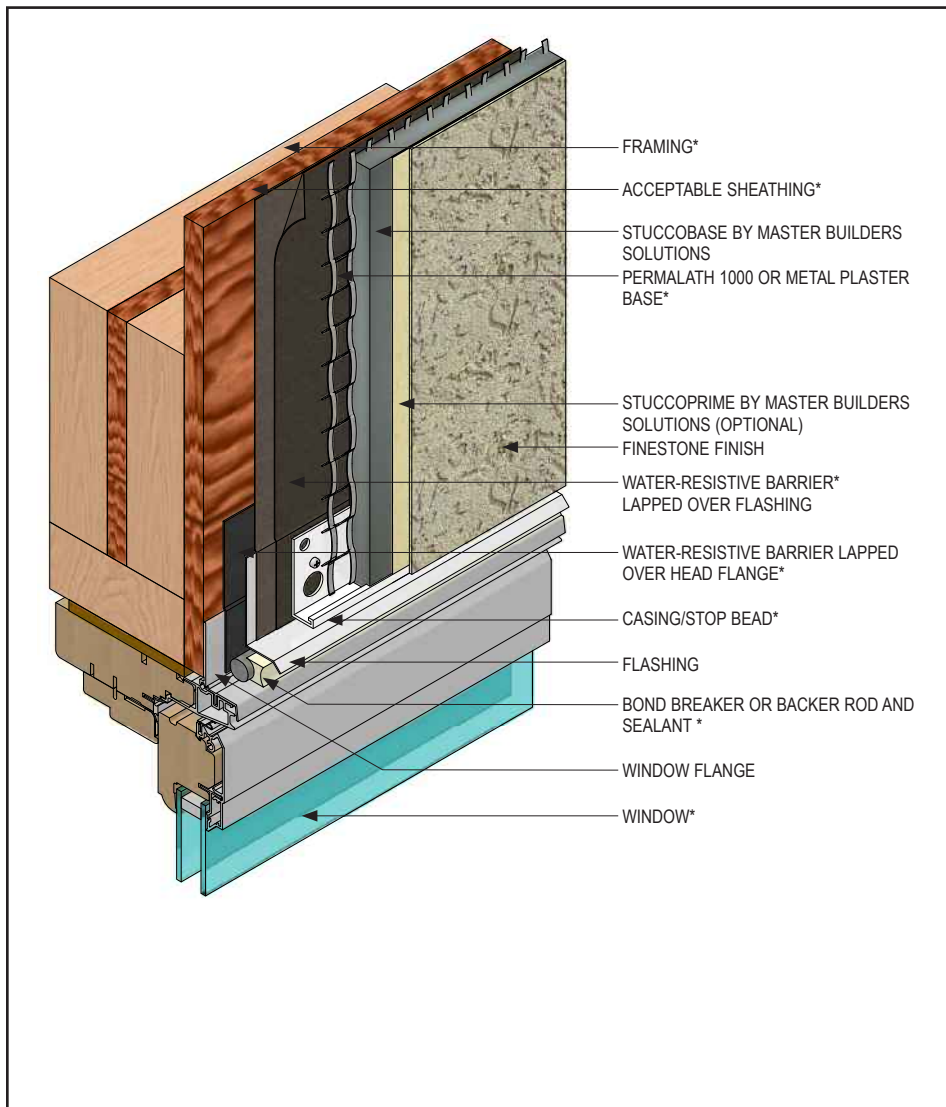 FRAMING*
ACCEPTABLE SHEATHING*
STUCCOBASE BY MASTER BUILDERS
SOLUTIONS
PERMALATH 1000 OR METAL PLASTER
BASE*
STUCCOPRIME BY MASTER BUILDERS
SOLUTIONS (OPTIONAL)
FINESTONE FINISH
WATER-RESISTIVE BARRIER*
LAPPED OVER FLASHING
WATER-RESISTIVE BARRIER LAPPED
OVER HEAD FLANGE*
CASING/STOP BEAD*
FLASHING
BOND BREAKER OR BACKER ROD AND
SEALANT *
WINDOW FLANGE
WINDOW*